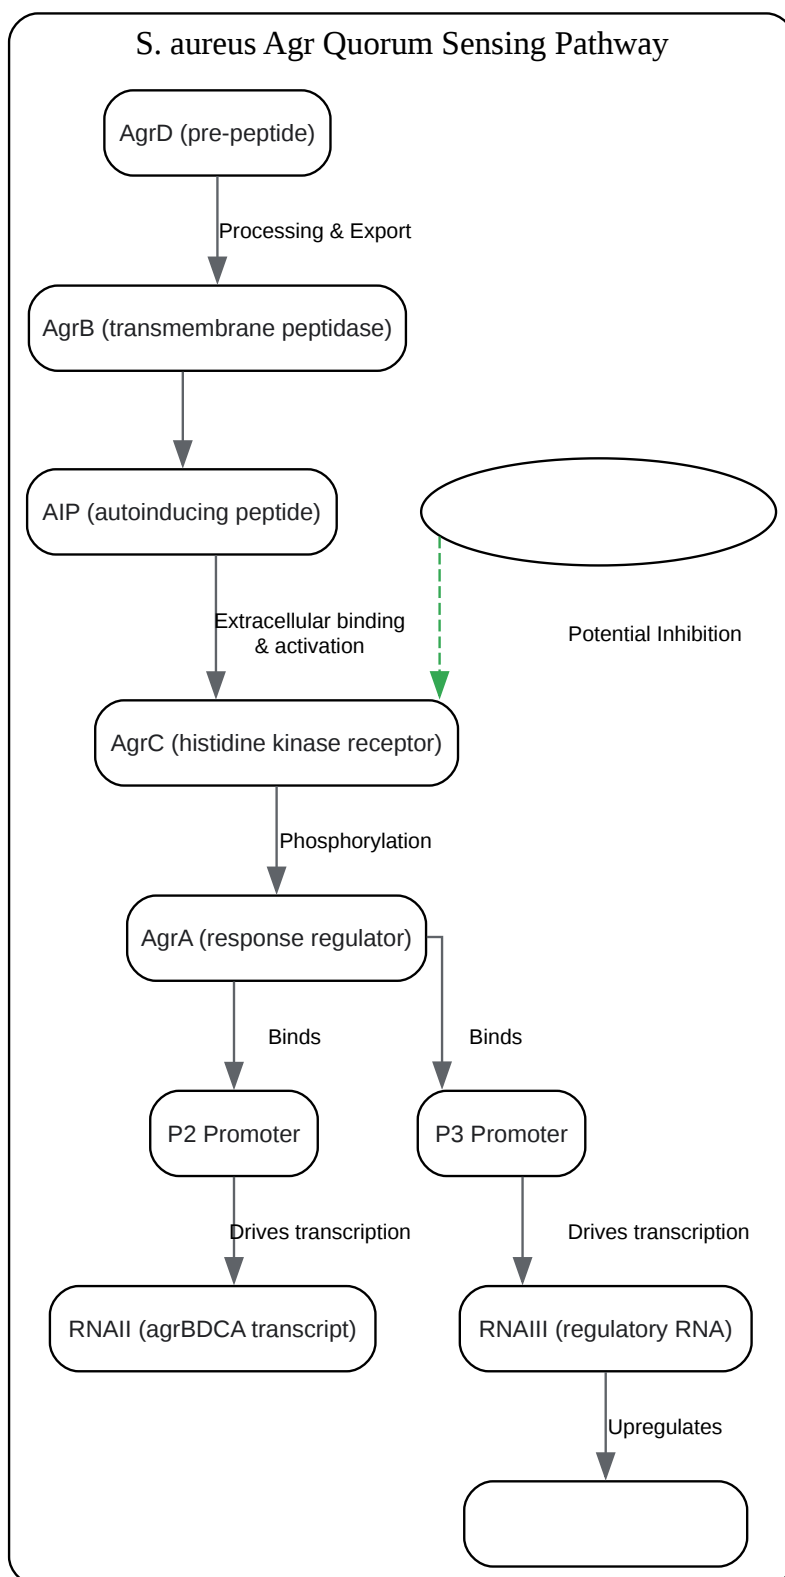 S. aureus Agr Quorum Sensing Pathway
AgrD (pre-peptide)
Processing & Export
AgrB (transmembrane peptidase)
AIP (autoinducing peptide)
Extracellular binding
& activation
Potential Inhibition
AgrC (histidine kinase receptor)
Phosphorylation
AgrA (response regulator)
Binds
Binds
P2 Promoter
P3 Promoter
Drives transcription
Drives transcription
RNAII (agrBDCA transcript)
RNAIII (regulatory RNA)
Upregulates